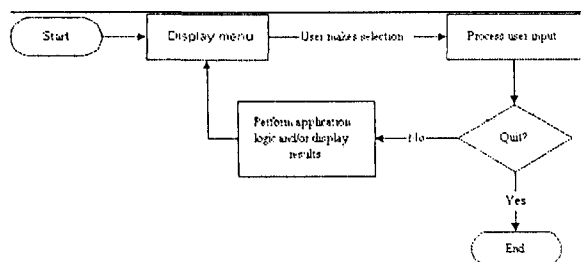 Start
Display menu
User makes selection
Process user input
Perform application
logic and/or display
results
No
Quit?
Yes
End